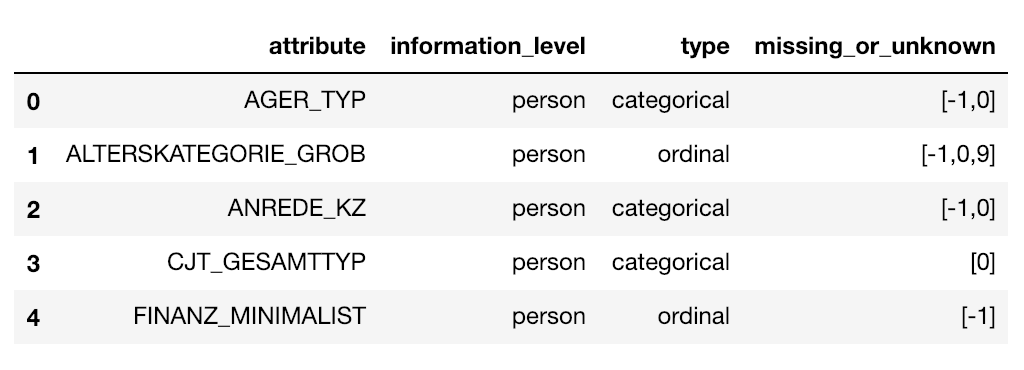 attribute information_level type missing_or_unknown
0 AGER_TYP person categorical [-1,0]
1 ALTERSKATEGORIE_GROB person ordinal [-1,0,9]
2 ANREDE_KZ person categorical [-1,0]
3 CJT_GESAMTTYP person categorical [0]
4 FINANZ_MINIMALIST person ordinal [-1]